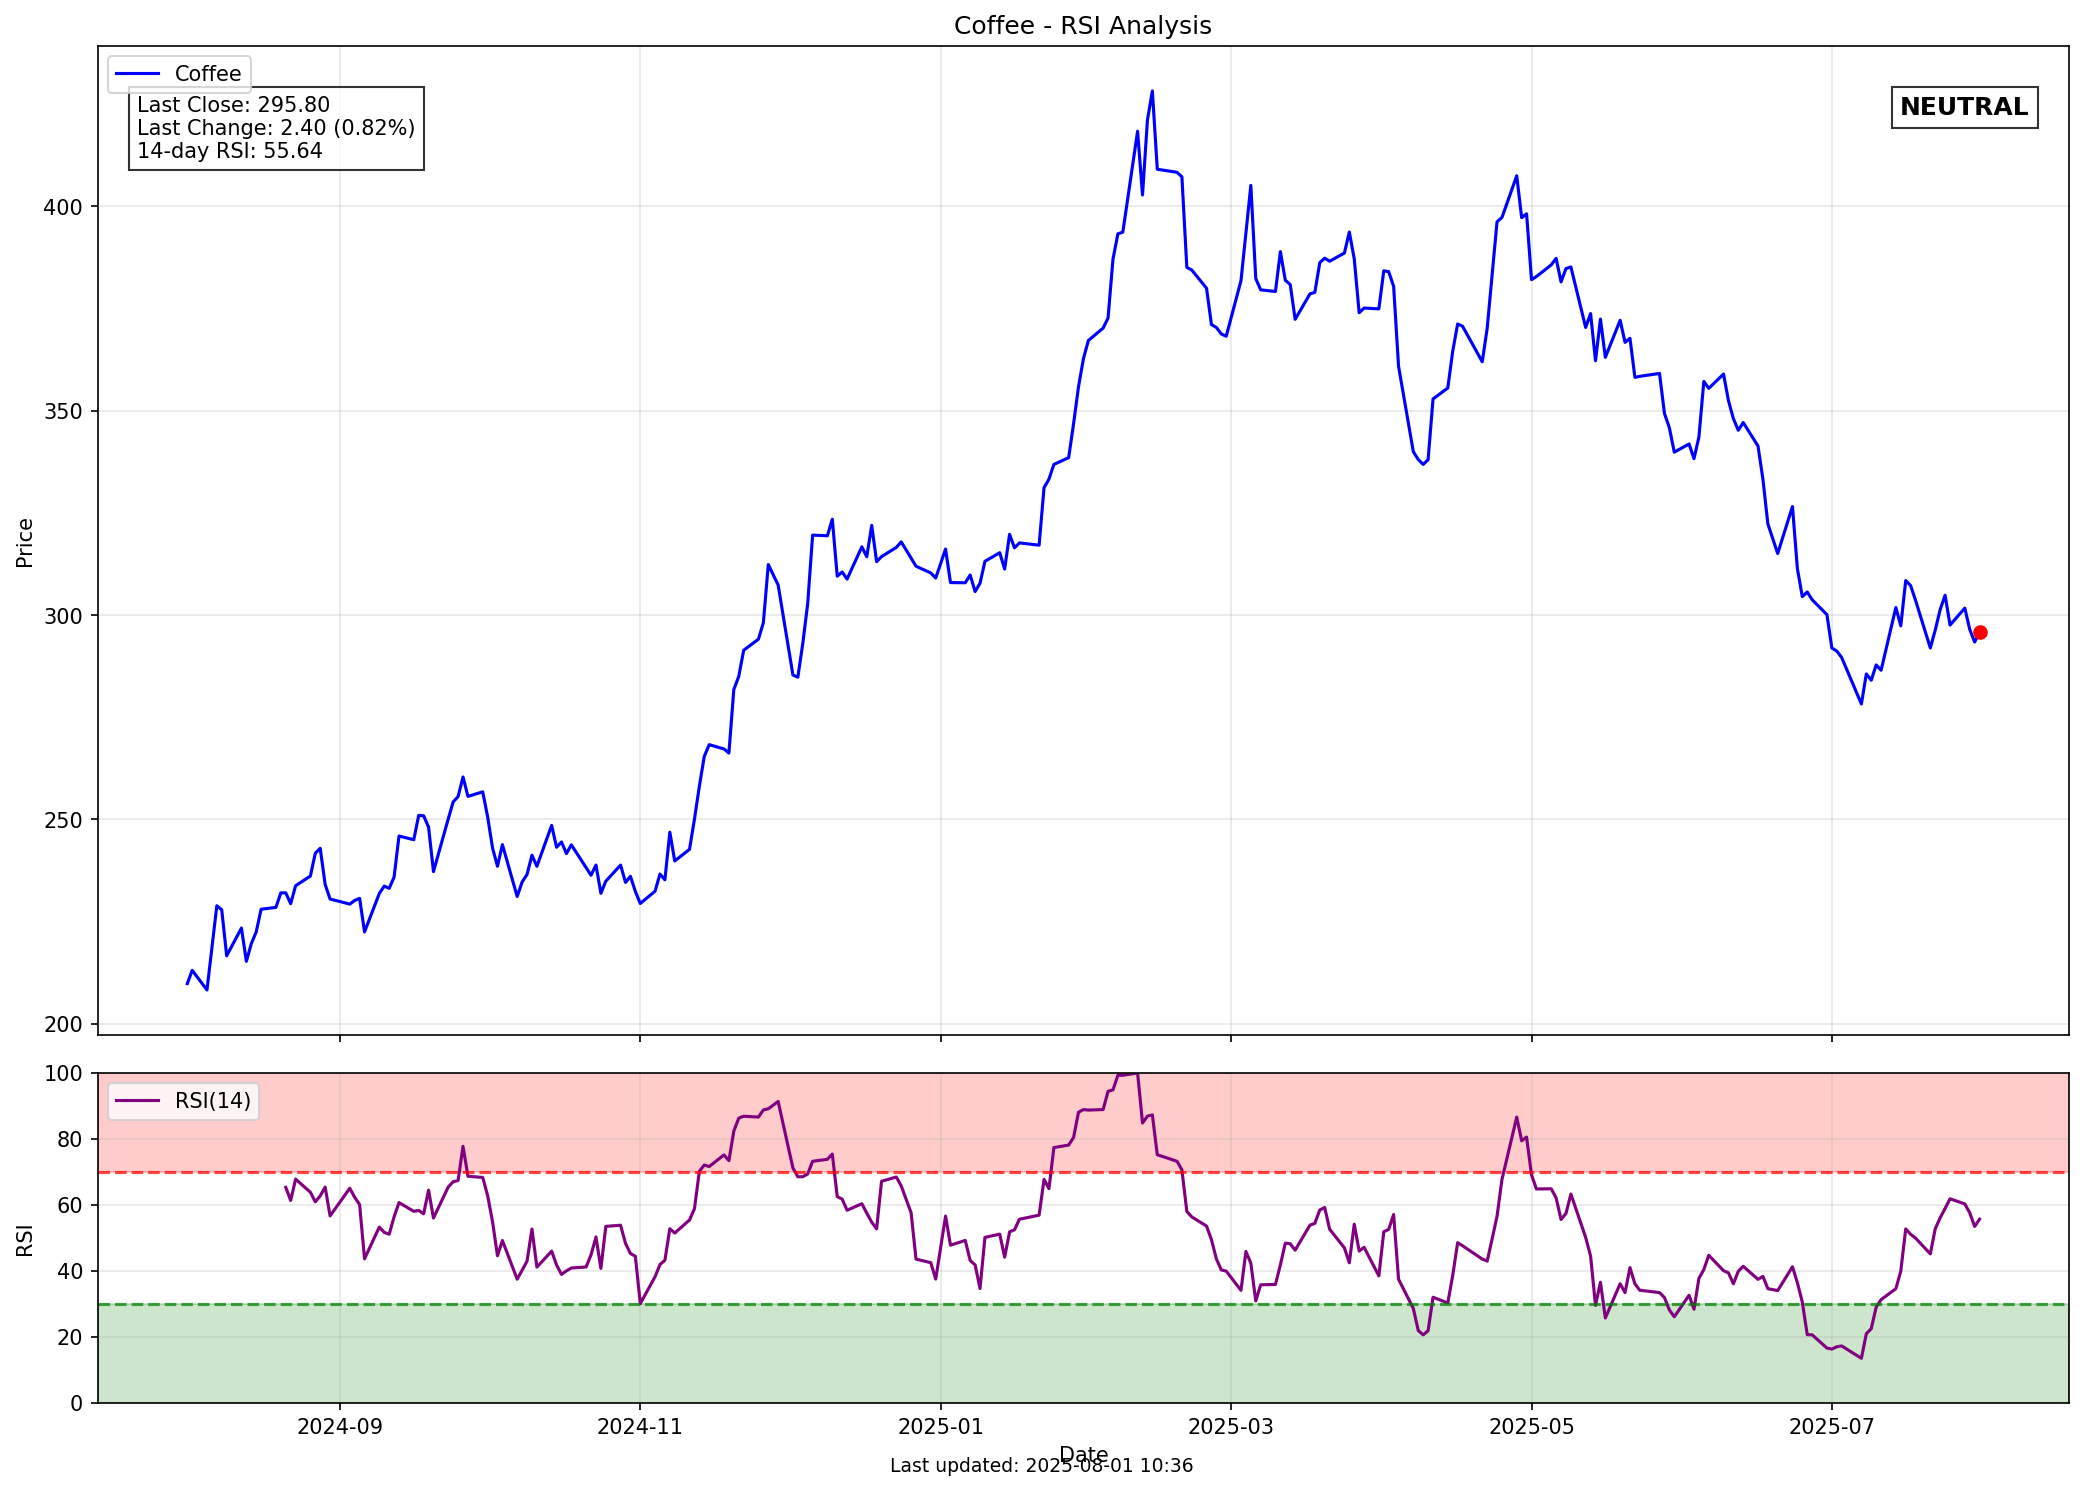 Coffee - RSI Analysis
Coffee
Last Close: 295.80
Last Change: 2.40 (0.82%)
14-day RSI: 55.64
NEUTRAL
Price
400
350
300
250
200
RSI(14)
RSI
100
80
60
40
20
0
2024-09
2024-11
2025-01
2025-03
2025-05
2025-07
Date
Last updated: 2025-08-01 10:36